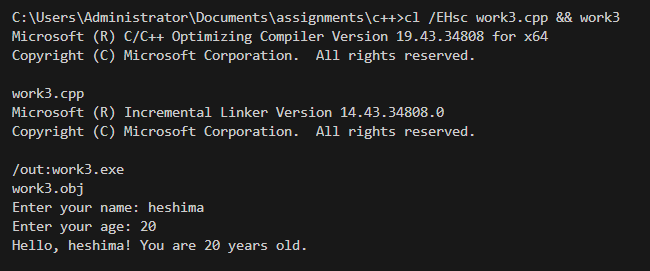 C:\Users\Administrator\Documents\assignments\c++>cl /EHsc work3.cpp && work3
Microsoft (R) C/C++ Optimizing Compiler Version 19.43.34808 for x64
Copyright (C) Microsoft Corporation.  All rights reserved.

work3.cpp
Microsoft (R) Incremental Linker Version 14.43.34808.0
Copyright (C) Microsoft Corporation.  All rights reserved.

/out:work3.exe
work3.obj
Enter your name: heshima
Enter your age: 20
Hello, heshima! You are 20 years old.